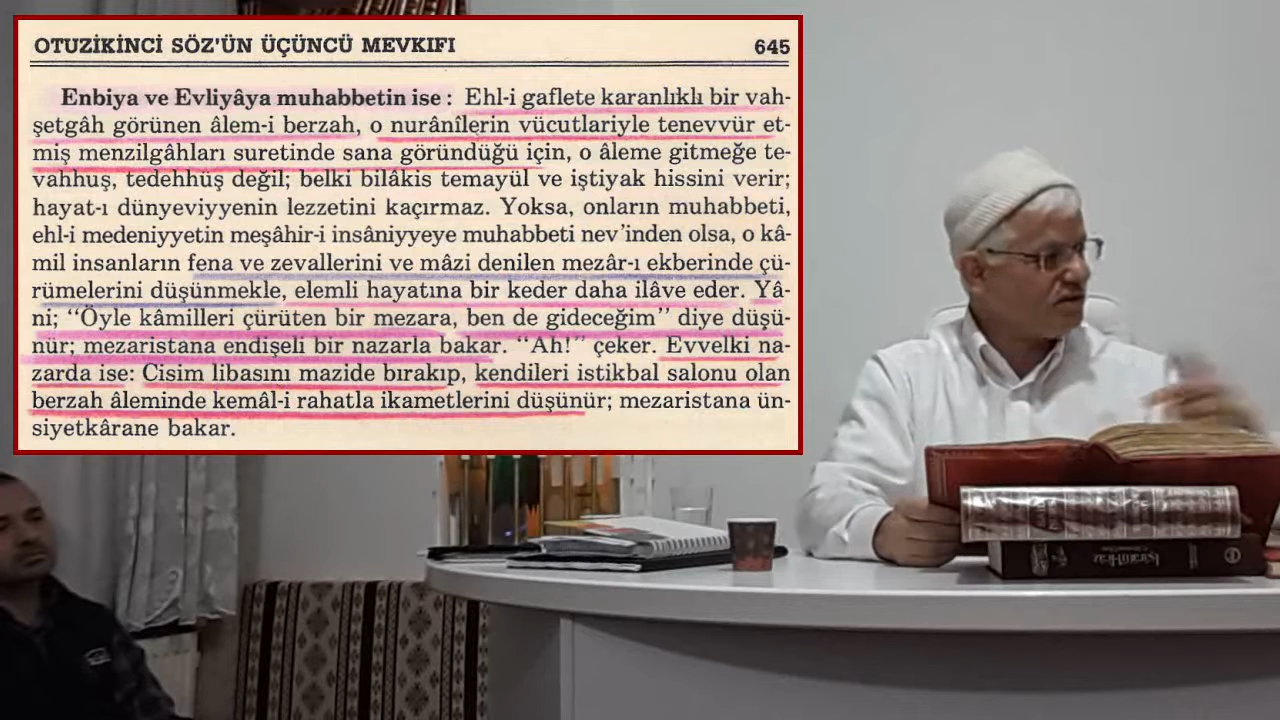 OTUZİKİNCİ SÖZ'ÜN ÜÇÜNCÜ MEVKIFI 645
Enbiya ve Evliyâya muhabbetin ise : Ehl-i gaflete karanlıklı bir vah-
şetgâh görünen âlem-i berzah, o nurânîlerin vücutlariyle tenevvür et-
miş menzilgâhları suretinde sana göründüğü için, o âleme gitmeğe te-
vahhuş, tedehhüş değil; belki bilâkis temayül ve iştiyak hissini verir;
hayat-ı dünyeviyyenin lezzetini kaçırmaz. Yoksa, onların muhabbeti,
ehl-i medeniyyetin meşâhir-i insâniyyeye muhabbeti nev'inden olsa, o kâ-
mil insanların fena ve zevallerini ve mâzi denilen mezâr-ı ekberinde çü-
rümelerini düşünmekle, elemli hayatına bir keder daha ilâve eder. Yâ-
ni; "Öyle kâmilleri çürüten bir mezara, ben de gideceğim" diye düşü-
nür; mezaristana endişeli bir nazarla bakar. "Ah!" çeker. Evvelki na-
zarda ise: Cisim libasını mazide bırakıp, kendileri istikbal salonu olan
berzah âleminde kemâl-i rahatla ikametlerini düşünür; mezaristana ün-
siyetkârane bakar.